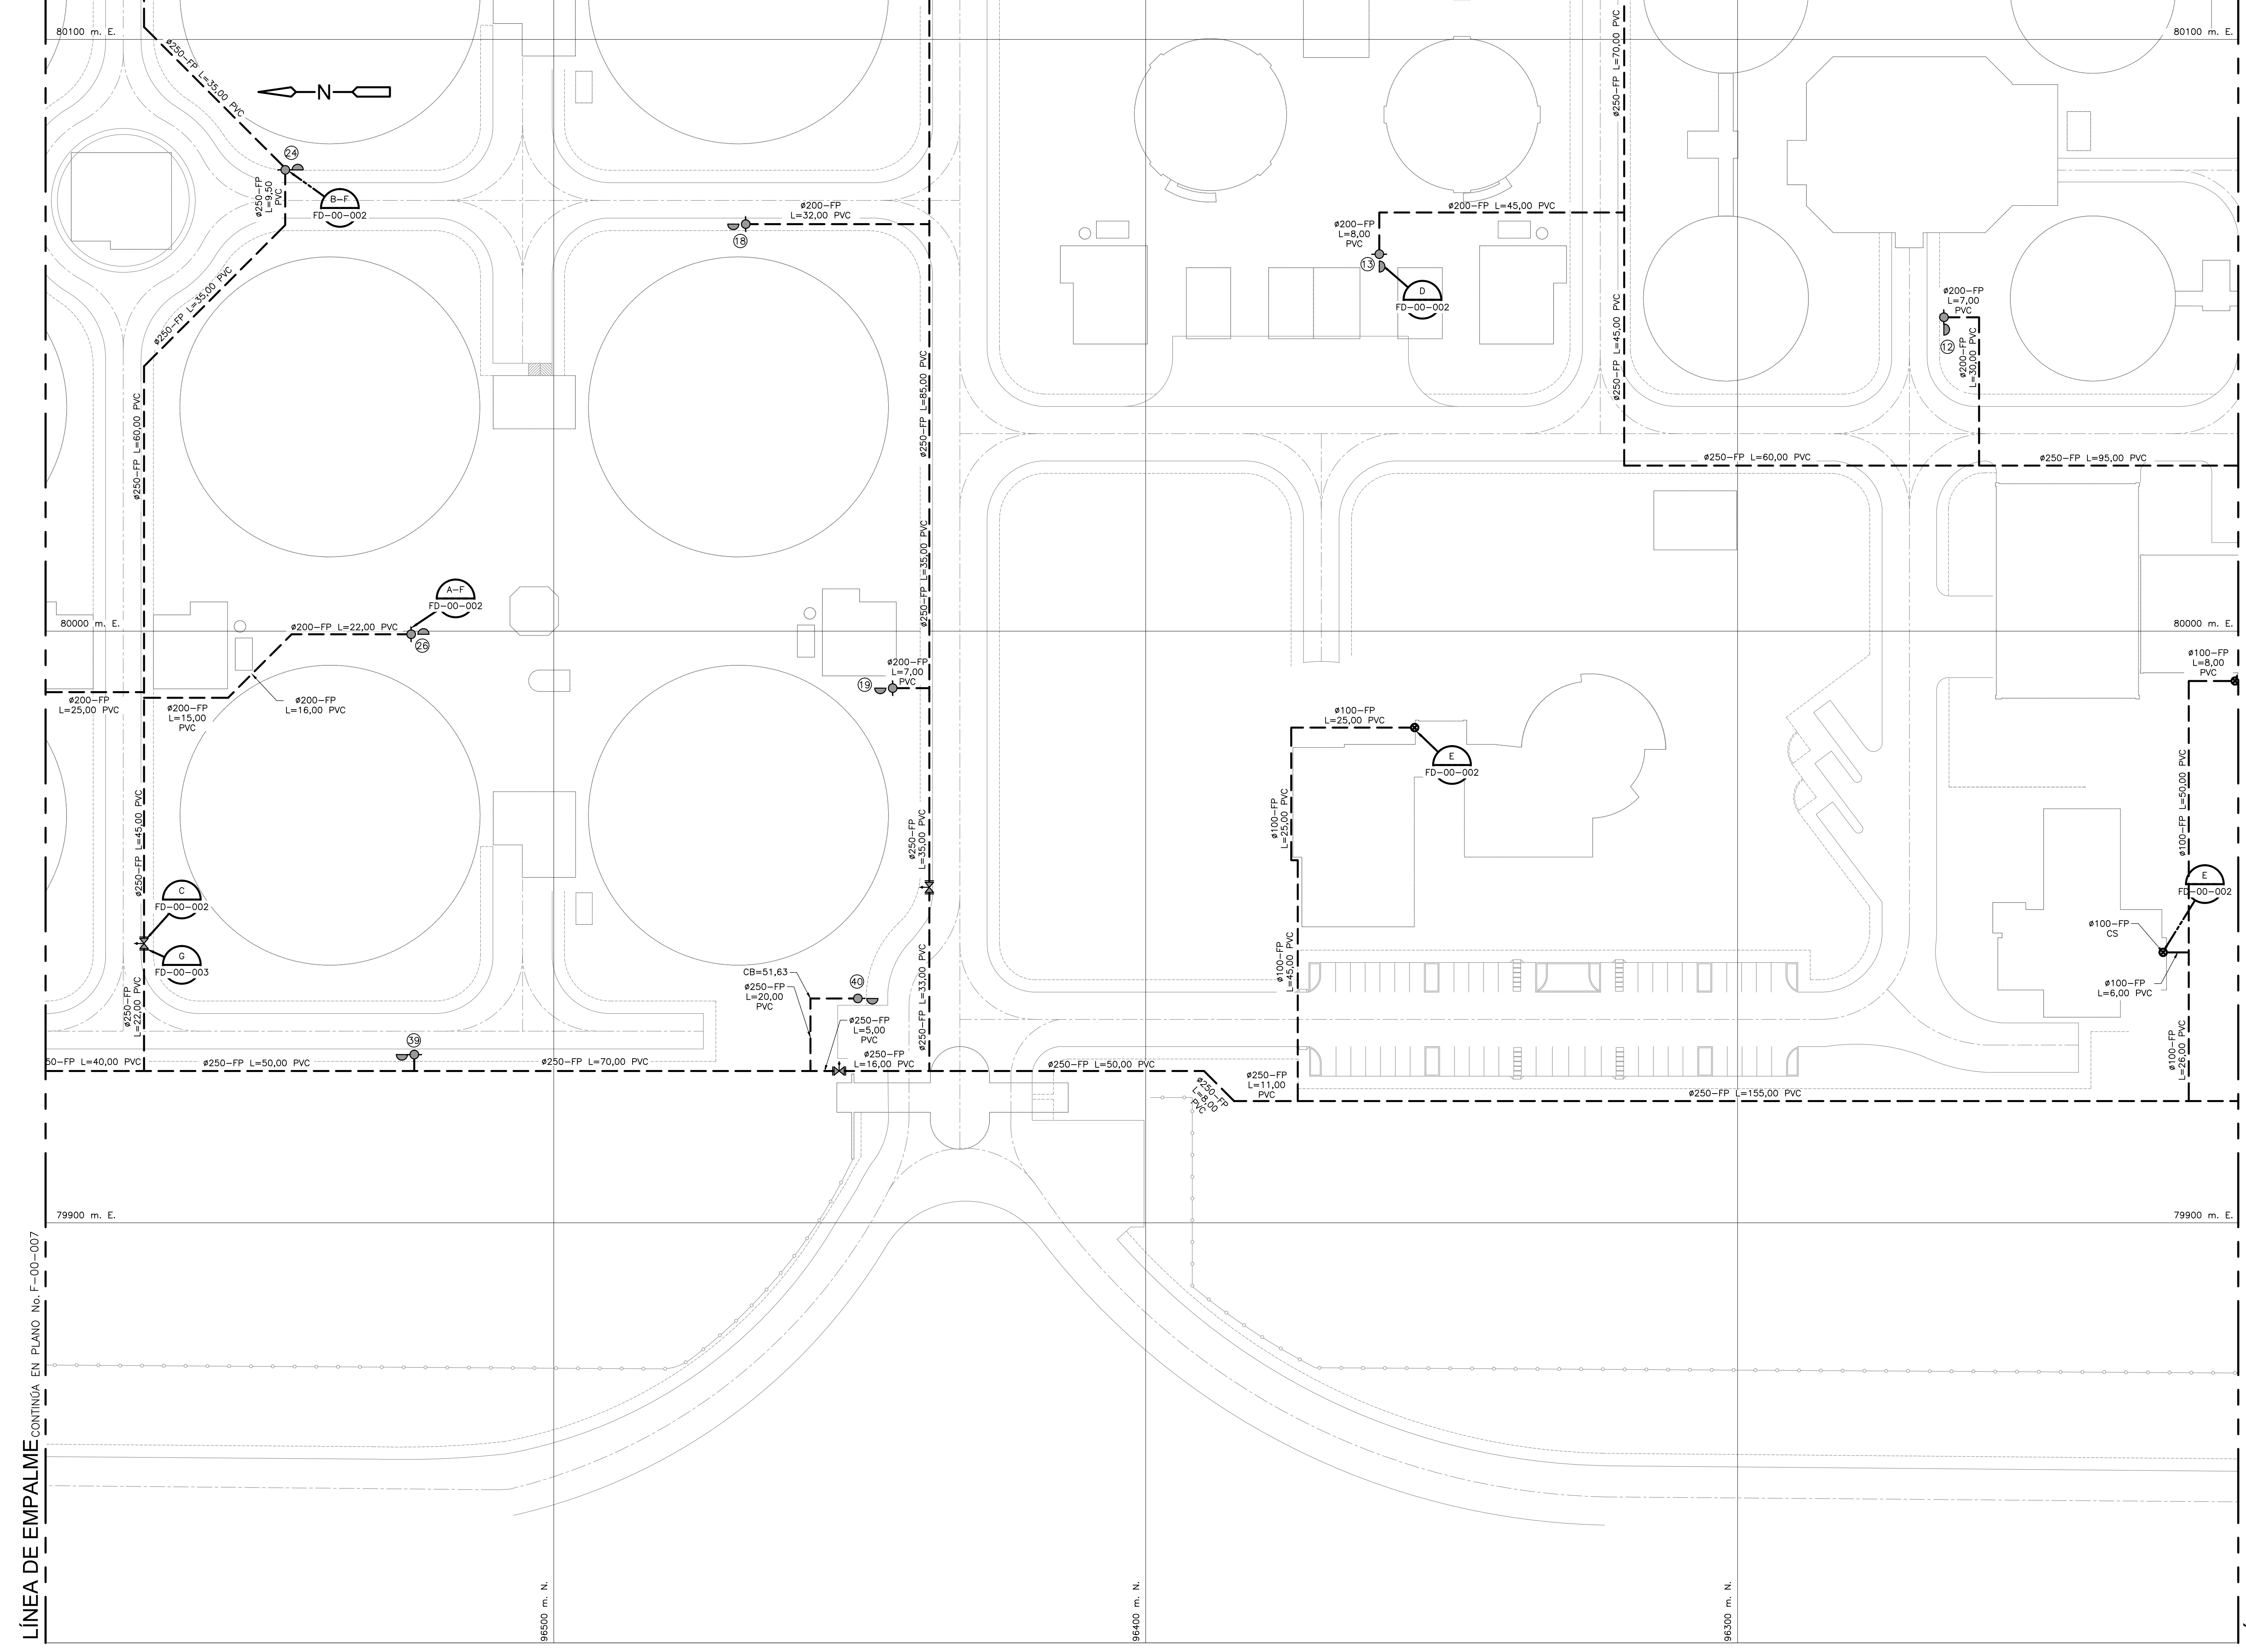 80100 m. E.
80100 m. E.
ø250-FP L=35,00 PVC
N
ø250-FP L=70,00 PVC
24
ø250-FP
L=9,50
PVC
B-F
FD-00-002
ø200-FP
L=32,00 PVC
18
ø200-FP L=45,00 PVC
ø200-FP
L=8,00
PVC
13
D
FD-00-002
ø250-FP L=35,00 PVC
ø250-FP L=45,00 PVC
ø200-FP
L=7,00
PVC
12
ø200-FP
L=30,00 PVC
ø250-FP L=60,00 PVC
ø250-FP L=85,00 PVC
ø250-FP L=60,00 PVC
ø250-FP L=95,00 PVC
ø250-FP L=35,00 PVC
A-F
FD-00-002
80000 m. E.
ø200-FP L=22,00 PVC
26
80000 m. E.
ø200-FP
L=7,00
PVC
19
ø100-FP
L=8,00
PVC
ø200-FP
L=25,00 PVC
ø200-FP
L=15,00
PVC
ø200-FP
L=16,00 PVC
ø100-FP
L=25,00 PVC
E
FD-00-002
ø250-FP L=45,00 PVC
ø250-FP
L=35,00 PVC
ø100-FP
L=25,00 PVC
ø100-FP L=50,00 PVC
C
FD-00-002
E
FD-00-002
ø100-FP
CS
G
FD-00-003
CB=51,63
ø250-FP
L=20,00
PVC
40
ø250-FP L=33,00 PVC
ø100-FP
L=45,00 PVC
ø100-FP
L=6,00 PVC
ø250-FP
L=22,00 PVC
39
ø250-FP
L=5,00
PVC
50-FP L=40,00 PVC
ø250-FP L=50,00 PVC
ø250-FP L=70,00 PVC
ø250-FP
L=16,00 PVC
ø250-FP L=50,00 PVC
ø250-FP
L=8,00
PVC
ø250-FP
L=11,00
PVC
ø250-FP L=155,00 PVC
ø100-FP
L=26,00 PVC
79900 m. E.
79900 m. E.
LÍNEA DE EMPALME CONTINÚA EN PLANO No. F-00-007
96500 m. N.
96400 m. N.
96300 m. N.